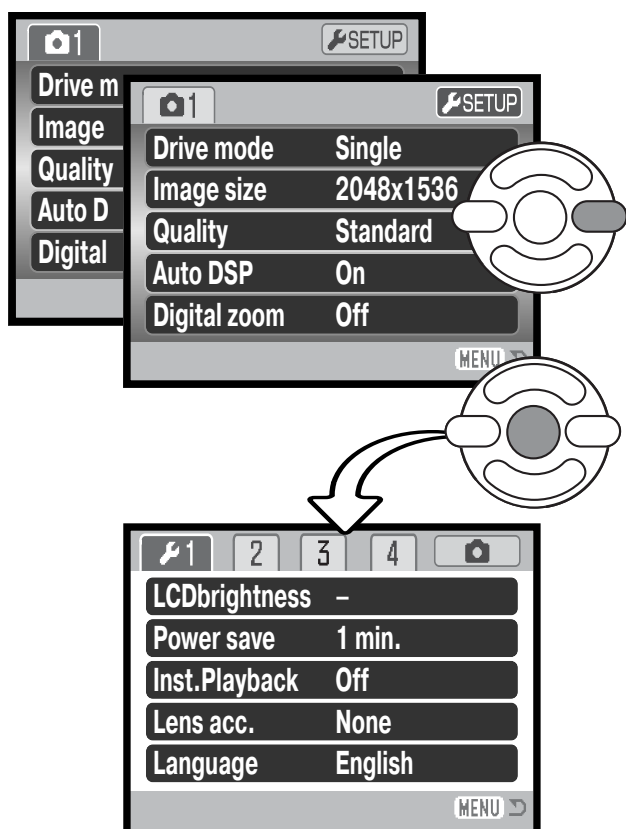 1 SETUP
Drive m
Image
Quality
Auto D
Digital
1 SETUP
Drive mode Single
Image size 2048x1536
Quality Standard
Auto DSP On
Digital zoom Off
MENU
1 2 3 4
LCDbrightness –
Power save 1 min.
Inst.Playback Off
Lens acc. None
Language English
MENU